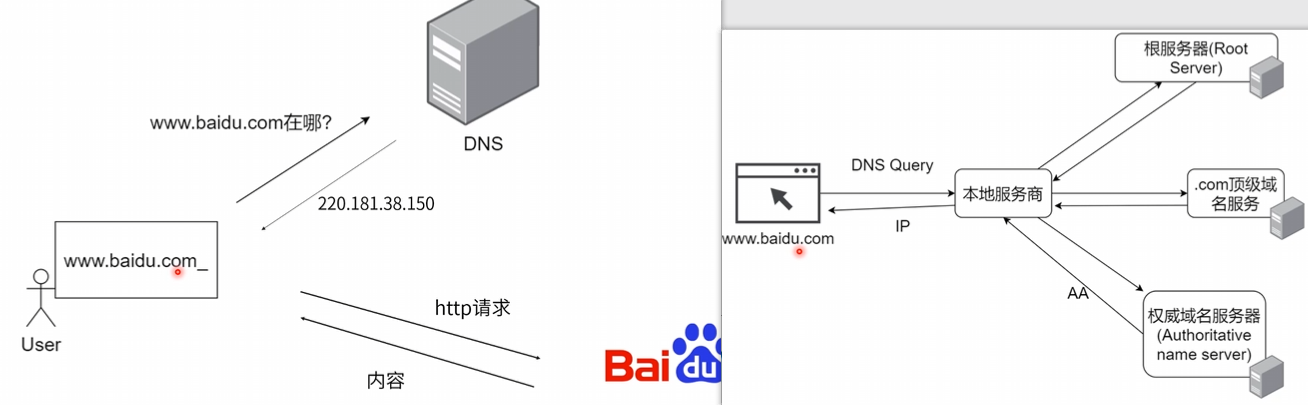 www.baidu.com在哪?
DNS
220.181.38.150
www.baidu.com_
User
http请求
内容
Bai du
根服务器(Root
Server)
DNS Query
IP
www.baidu.com
本地服务商
.com顶级域
名服务
AA
权威域名服务器
(Authoritative
name server)